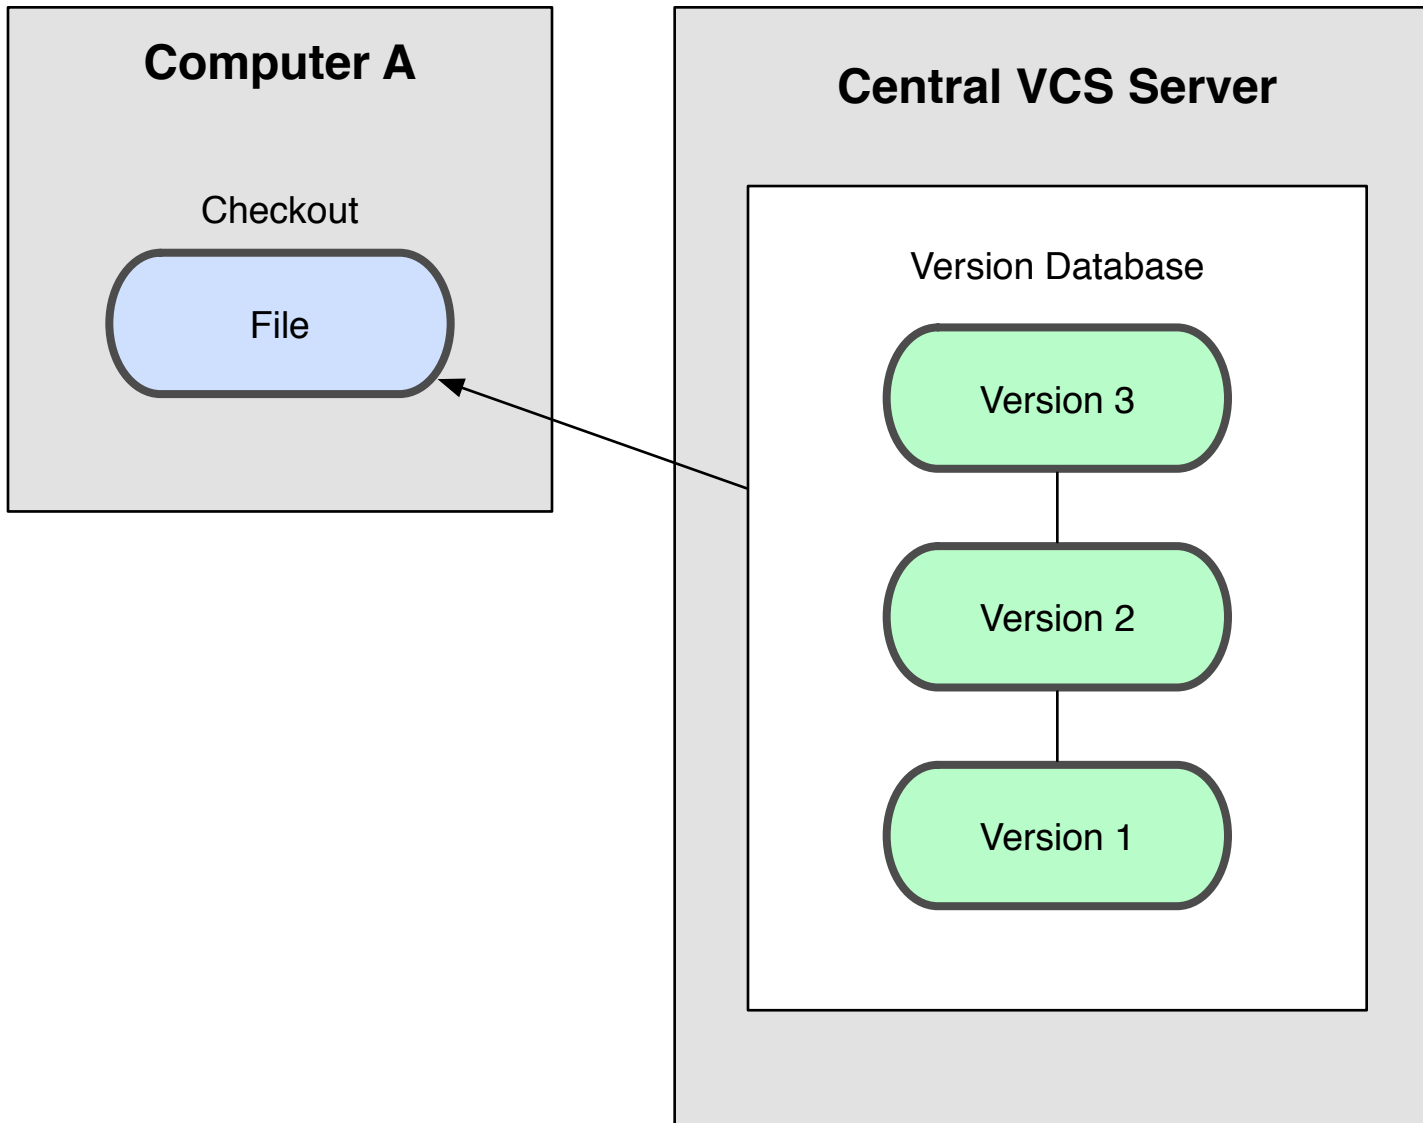 Computer A
Checkout
File
Central VCS Server
Version Database
Version 3
Version 2
Version 1